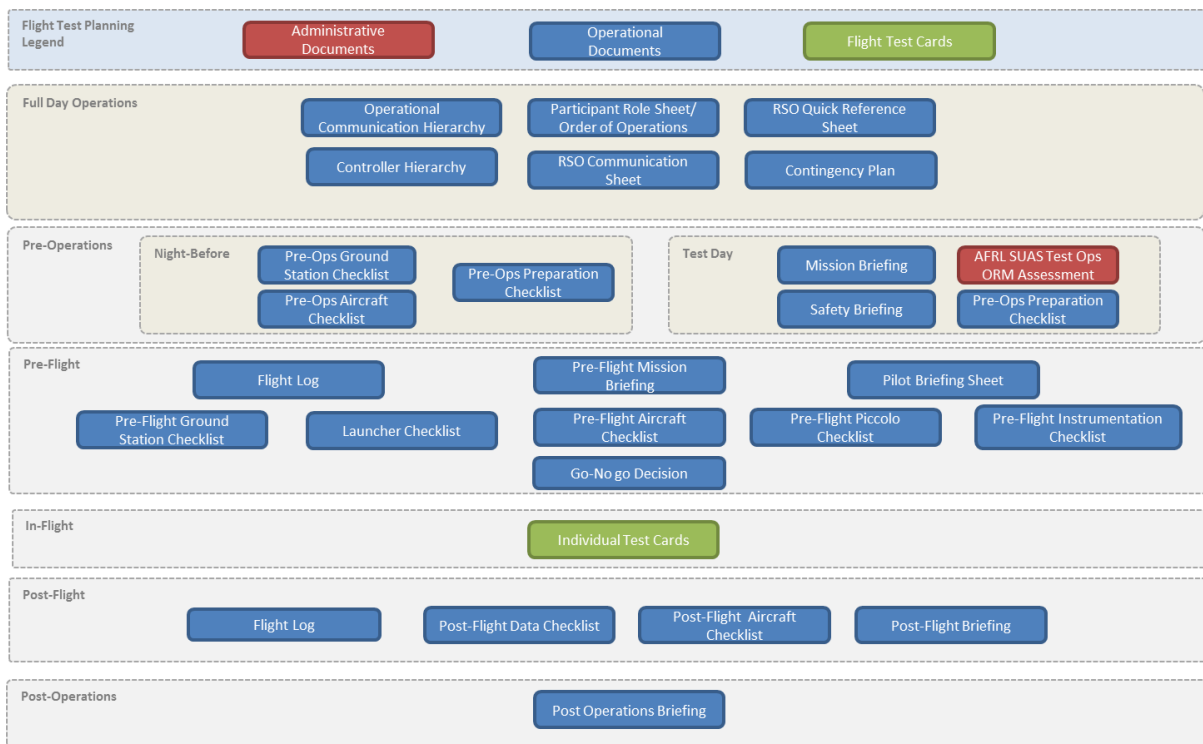 Flight Test Planning
Legend
Administrative
Documents
Operational
Documents
Flight Test Cards
Full Day Operations
Operational
Communication Hierarchy
Participant Role Sheet/
Order of Operations
RSO Quick Reference
Sheet
Controller Hierarchy
RSO Communication
Sheet
Contingency Plan
Pre-Operations
Night-Before
Pre-Ops Ground
Station Checklist
Pre-Ops Preparation
Checklist
Pre-Ops Aircraft
Checklist
Test Day
Mission Briefing
AFRL SUAS Test Ops
ORM Assessment
Safety Briefing
Pre-Ops Preparation
Checklist
Pre-Flight
Flight Log
Pre-Flight Mission
Briefing
Pilot Briefing Sheet
Pre-Flight Ground
Station Checklist
Launcher Checklist
Pre-Flight Aircraft
Checklist
Pre-Flight Piccolo
Checklist
Pre-Flight Instrumentation
Checklist
Go-No go Decision
In-Flight
Individual Test Cards
Post-Flight
Flight Log
Post-Flight Data Checklist
Post-Flight  Aircraft
Checklist
Post-Flight Briefing
Post-Operations
Post Operations Briefing